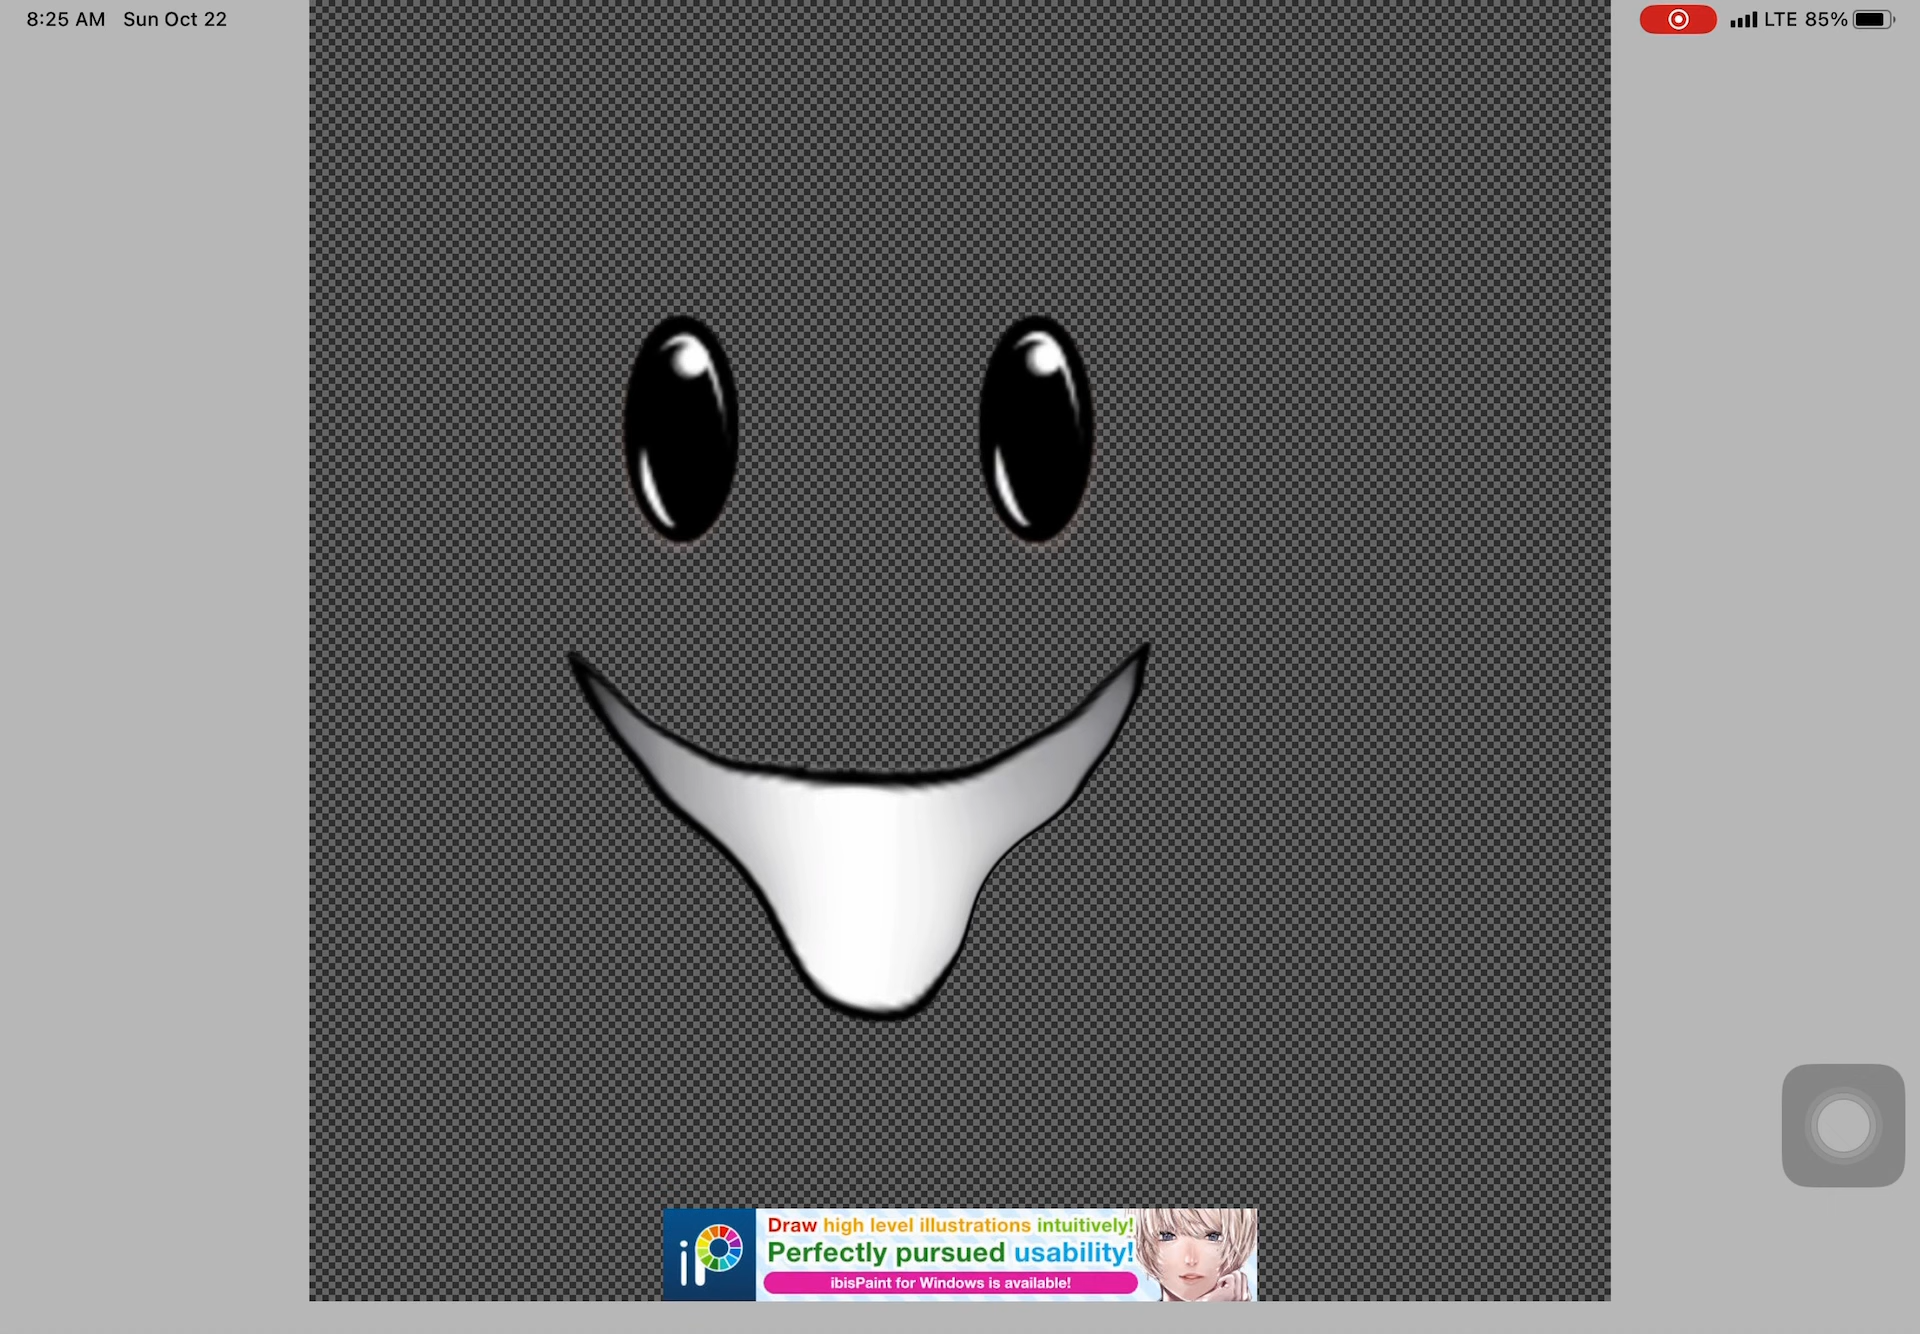 8:25 AM Sun Oct 22
LTE 85%
iP
Draw high level illustrations intuitively!
Perfectly pursued usability!
ibisPaint for Windows is available!